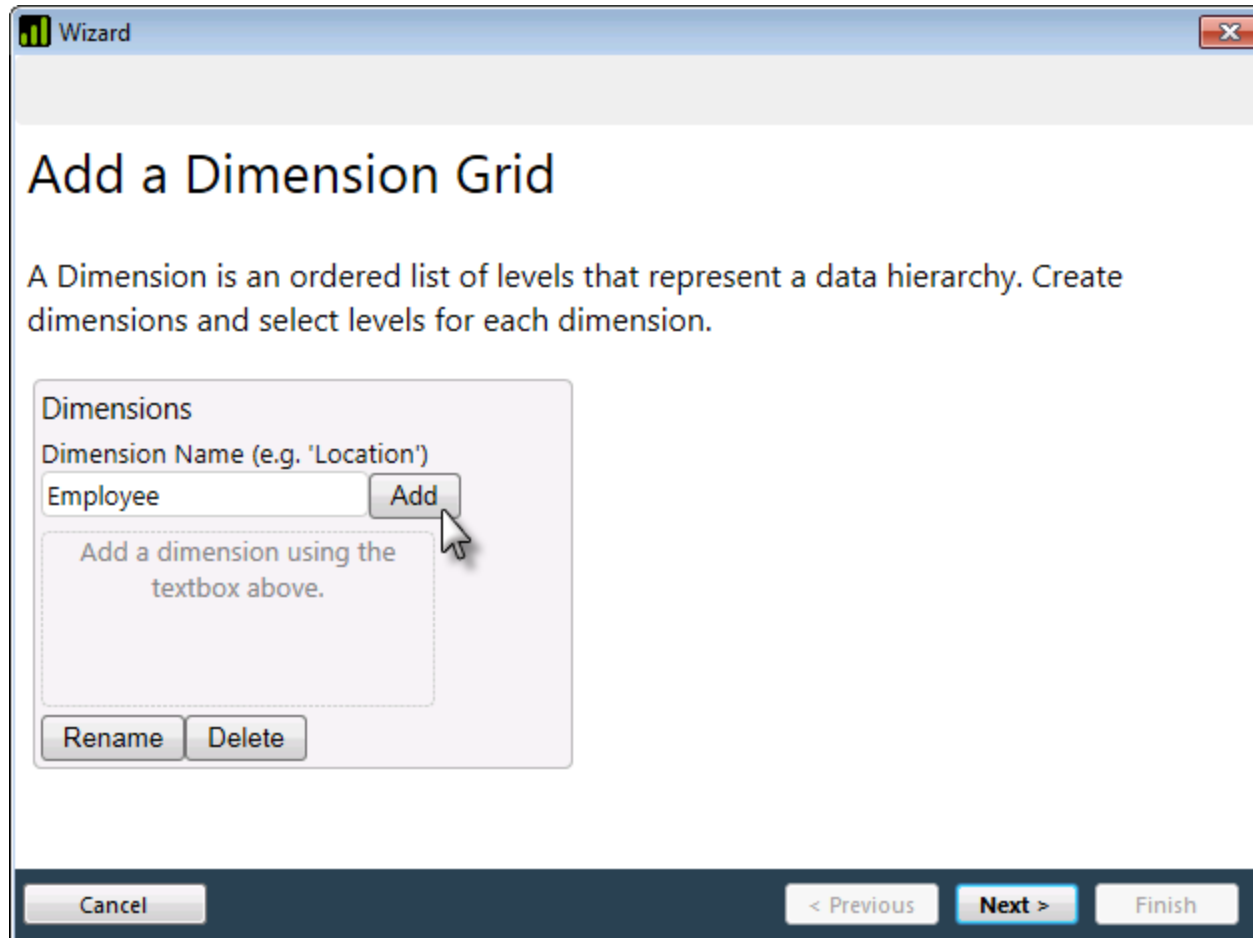 Wizard
Add a Dimension Grid
A Dimension is an ordered list of levels that represent a data hierarchy. Create
dimensions and select levels for each dimension.
Dimensions
Dimension Name (e.g. 'Location')
Employee Add
Add a dimension using the
textbox above.
Rename Delete
Cancel < Previous Next > Finish